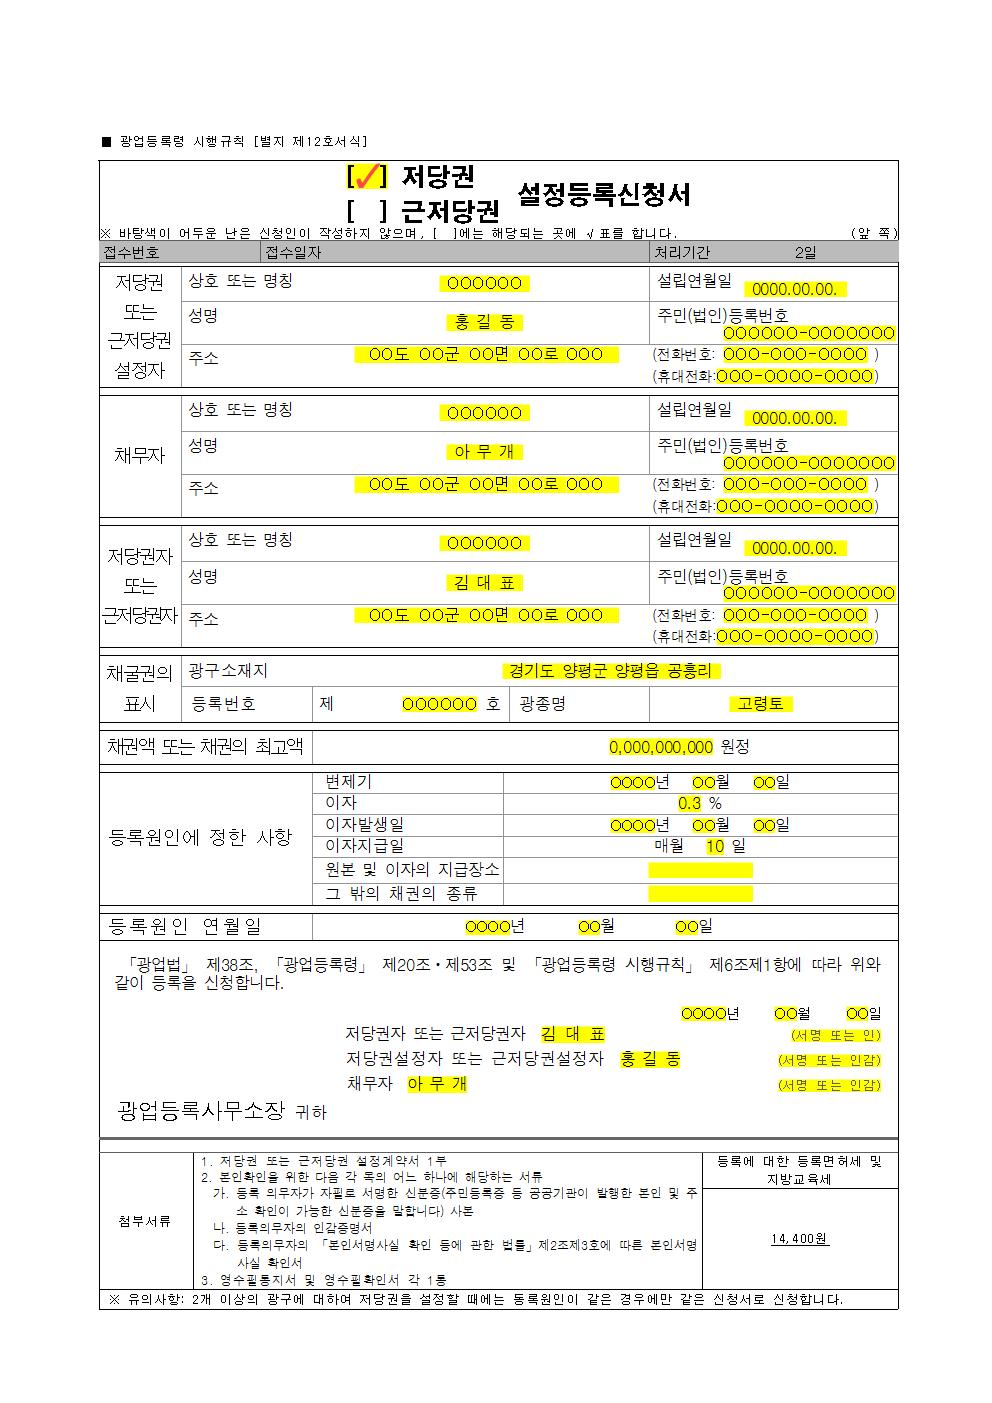 ■ 광업등록령 시행규칙 [별지 제12호서식]
[✓] 저당권
[ ] 근저당권 설정등록신청서
※ 바탕색이 어두운 난은 신청인이 작성하지 않으며, [ ]에는 해당되는 곳에 √표를 합니다. (앞 쪽)
접수번호 접수일자 처리기간 2일
저당권 또는 근저당권 설정자
상호 또는 명칭 OOOOOO 설립연월일 0000.00.00.
성명 홍 길 동 주민(법인)등록번호 OOOOOO-OOOOOOO
주소 OO도 OO군 OO면 OO로 OOO (전화번호: OOO-OOO-OOOO )
(휴대전화:OOO-OOOO-OOOO)
채무자
상호 또는 명칭 OOOOOO 설립연월일 0000.00.00.
성명 아 무 개 주민(법인)등록번호 OOOOOO-OOOOOOO
주소 OO도 OO군 OO면 OO로 OOO (전화번호: OOO-OOO-OOOO )
(휴대전화:OOO-OOOO-OOOO)
저당권자 또는 근저당권자
상호 또는 명칭 OOOOOO 설립연월일 0000.00.00.
성명 김 대 표 주민(법인)등록번호 OOOOOO-OOOOOOO
주소 OO도 OO군 OO면 OO로 OOO (전화번호: OOO-OOO-OOOO )
(휴대전화:OOO-OOOO-OOOO)
채굴권의 표시
광구소재지 경기도 양평군 양평읍 공흥리
등록번호 제 OOOOOO 호 광종명 고령토
채권액 또는 채권의 최고액 0,000,000,000 원정
등록원인에 정한 사항
변제기 OOOO년 OO월 OO일
이자 0.3 %
이자발생일 OOOO년 OO월 OO일
이자지급일 매월 10 일
원본 및 이자의 지급장소
그 밖의 채권의 종류
등록원인 연월일 OOOO년 OO월 OO일
「광업법」 제38조, 「광업등록령」 제20조·제53조 및 「광업등록령 시행규칙」 제6조제1항에 따라 위와
같이 등록을 신청합니다.
OOOO년 OO월 OO일
저당권자 또는 근저당권자 김 대 표 (서명 또는 인)
저당권설정자 또는 근저당권설정자 홍 길 동 (서명 또는 인감)
채무자 아 무 개 (서명 또는 인감)
광업등록사무소장 귀하
첨부서류
1. 저당권 또는 근저당권 설정계약서 1부
2. 본인확인을 위한 다음 각 목의 어느 하나에 해당하는 서류
가. 등록 의무자가 자필로 서명한 신분증(주민등록증 등 공공기관이 발행한 본인 및 주
소 확인이 가능한 신분증을 말합니다) 사본
나. 등록의무자의 인감증명서
다. 등록의무자의 「본인서명사실 확인 등에 관한 법률」제2조제3호에 따른 본인서명
사실 확인서
3. 영수필통지서 및 영수필확인서 각 1통
등록에 대한 등록면허세 및
지방교육세
14,400원
※ 유의사항: 2개 이상의 광구에 대하여 저당권을 설정할 때에는 등록원인이 같은 경우에만 같은 신청서로 신청합니다.